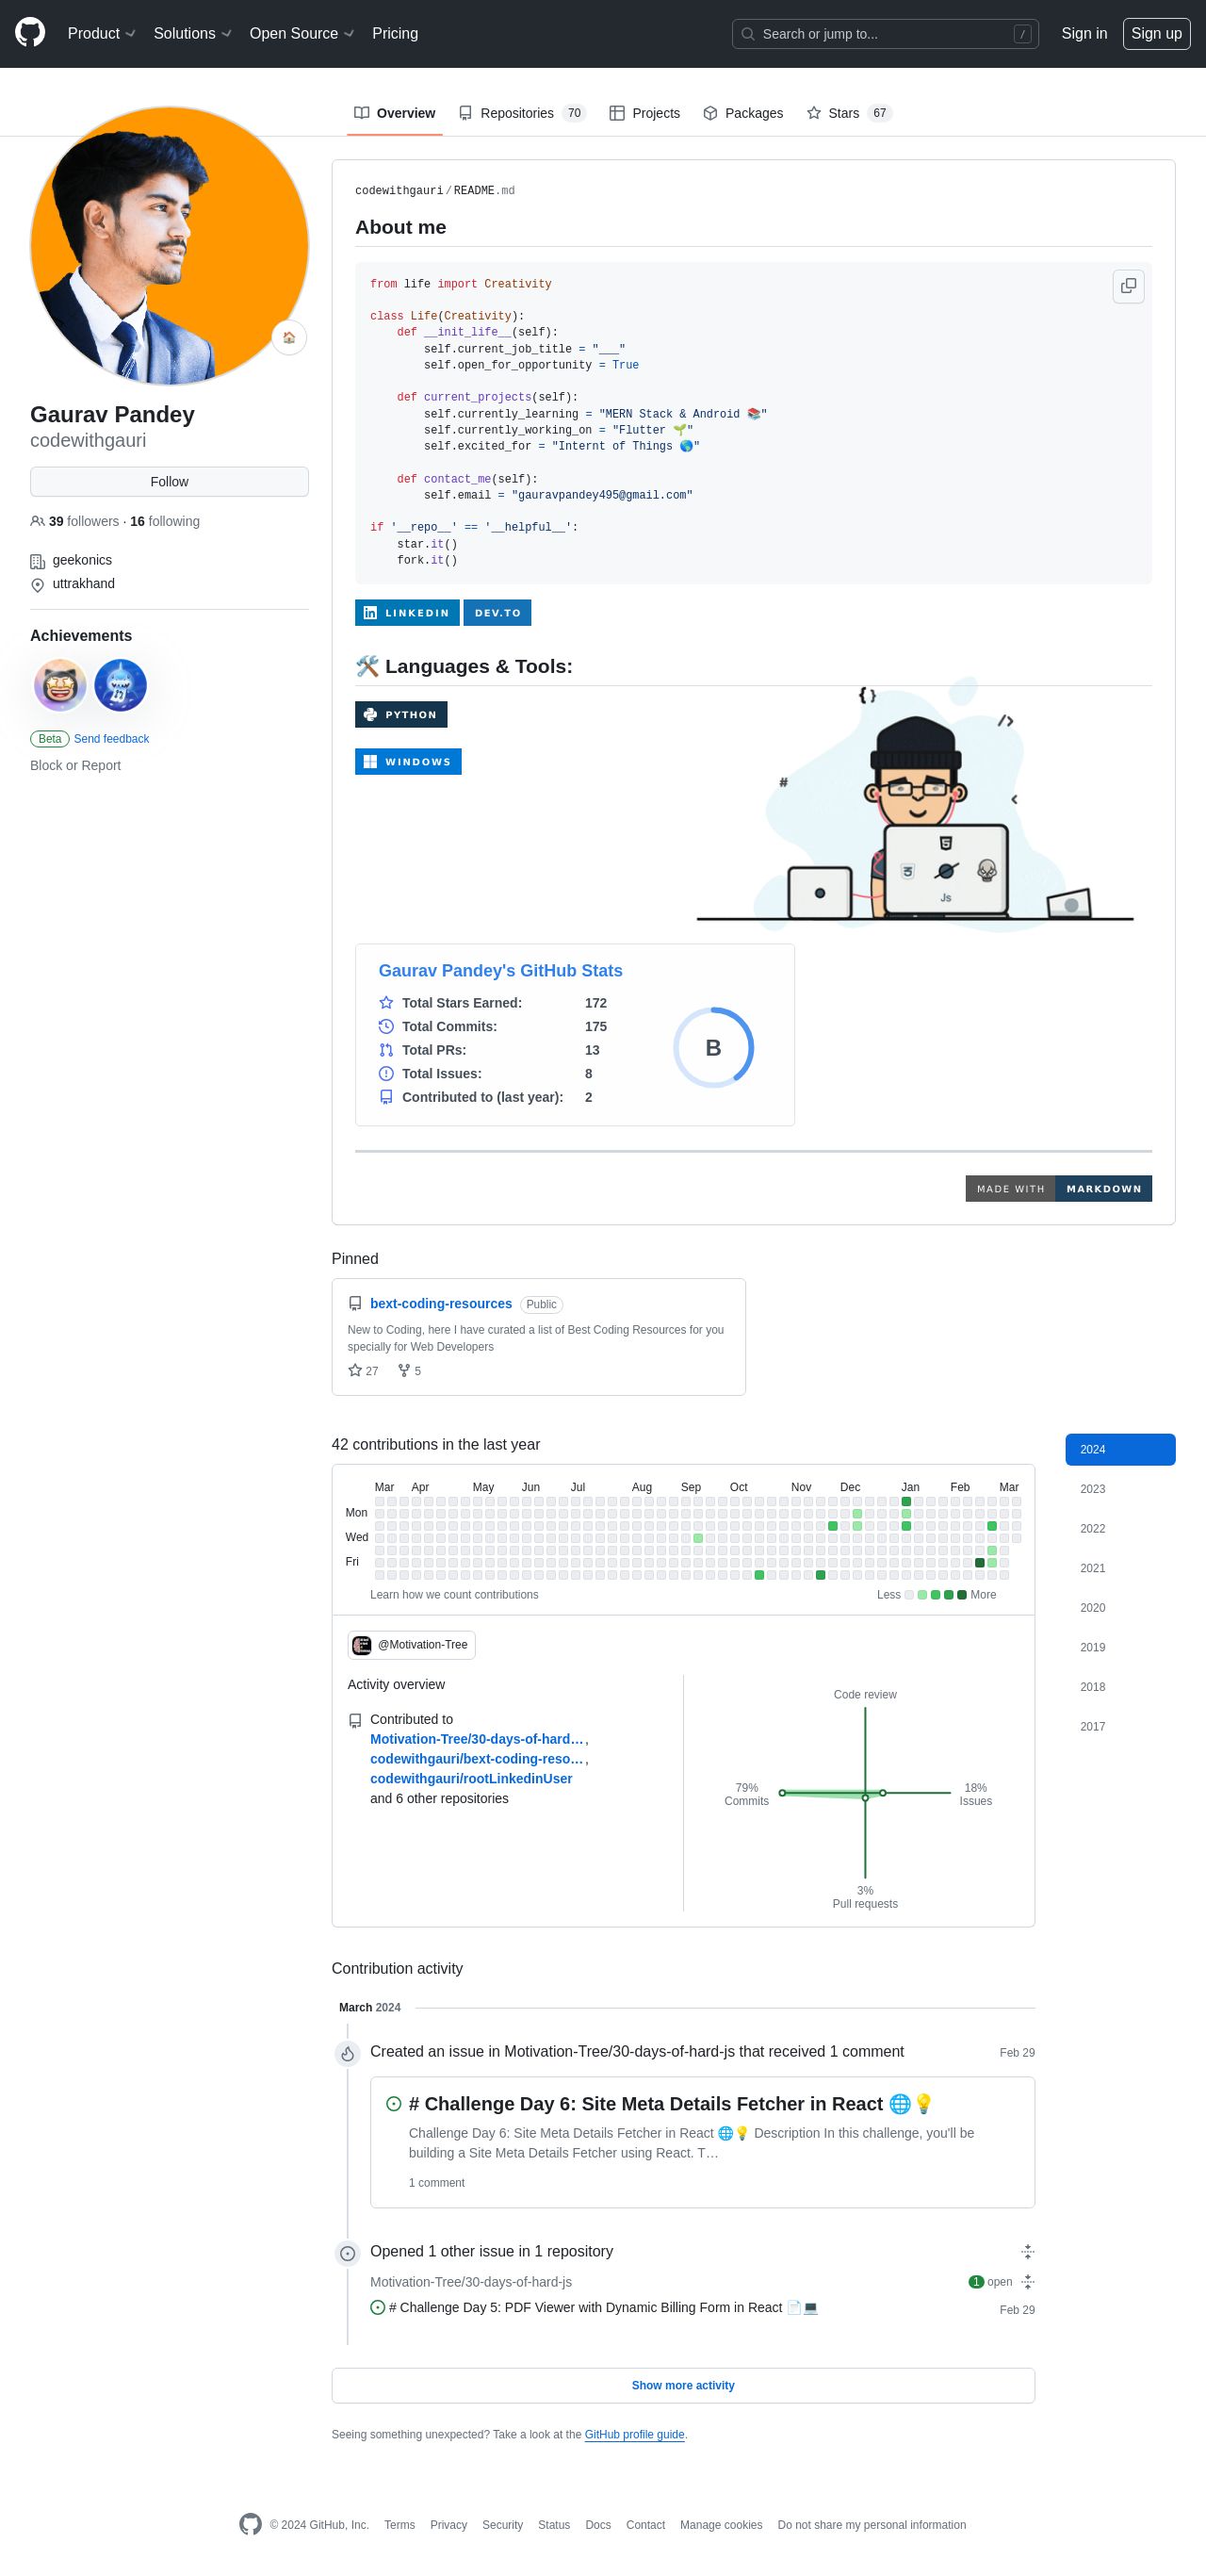 Product Solutions Open Source Pricing Search or jump to... / Sign in Sign up
Overview Repositories 70 Projects Packages Stars 67
Gaurav Pandey
codewithgauri
Follow
39 followers · 16 following
geekonics
uttrakhand
Achievements
Beta Send feedback
Block or Report
codewithgauri/README.md
About me
from life import Creativity
class Life(Creativity):
def __init_life__(self):
self.current_job_title = "___"
self.open_for_opportunity = True
def current_projects(self):
self.currently_learning = "MERN Stack & Android 📚"
self.currently_working_on = "Flutter 🌱"
self.excited_for = "Internt of Things 🌎"
def contact_me(self):
self.email = "gauravpandey495@gmail.com"
if '__repo__' == '__helpful__':
star.it()
fork.it()
LINKEDIN DEV.TO
🛠️ Languages & Tools:
PYTHON
WINDOWS
{} </> # < 5 3 Js
Gaurav Pandey's GitHub Stats
Total Stars Earned: 172
Total Commits: 175
Total PRs: 13
Total Issues: 8
Contributed to (last year): 2
B
MADE WITH MARKDOWN
Pinned
bext-coding-resources Public
New to Coding, here I have curated a list of Best Coding Resources for you
specially for Web Developers
27 5
42 contributions in the last year
Mar Apr May Jun Jul Aug Sep Oct Nov Dec Jan Feb Mar
Mon
Wed
Fri
Learn how we count contributions Less More
2024
2023
2022
2021
2020
2019
2018
2017
@Motivation-Tree
Activity overview
Contributed to
Motivation-Tree/30-days-of-hard…,
codewithgauri/bext-coding-reso…,
codewithgauri/rootLinkedinUser
and 6 other repositories
Code review
79%
Commits
18%
Issues
3%
Pull requests
Contribution activity
March 2024
Created an issue in Motivation-Tree/30-days-of-hard-js that received 1 comment Feb 29
# Challenge Day 6: Site Meta Details Fetcher in React 🌐💡
Challenge Day 6: Site Meta Details Fetcher in React 🌐💡 Description In this challenge, you'll be
building a Site Meta Details Fetcher using React. T…
1 comment
Opened 1 other issue in 1 repository
Motivation-Tree/30-days-of-hard-js 1 open
# Challenge Day 5: PDF Viewer with Dynamic Billing Form in React 📄💻 Feb 29
Show more activity
Seeing something unexpected? Take a look at the GitHub profile guide.
© 2024 GitHub, Inc. Terms Privacy Security Status Docs Contact Manage cookies Do not share my personal information